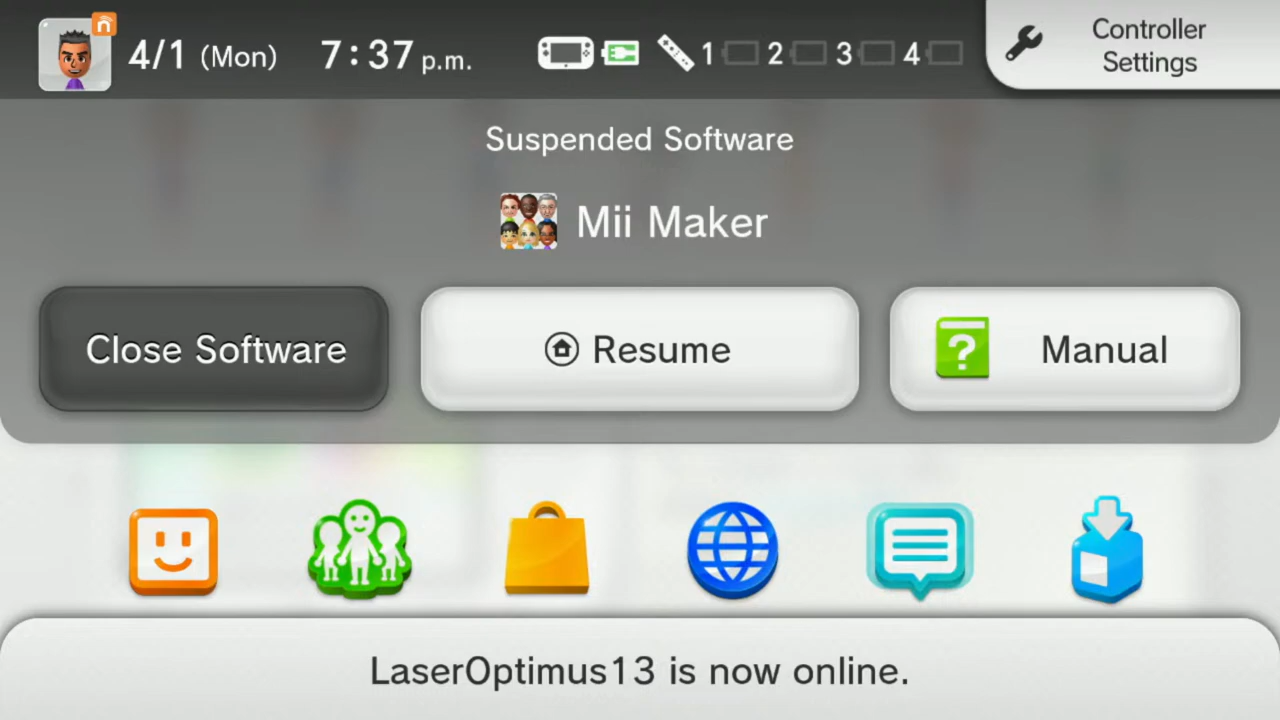 4/1 (Mon) 7:37 p.m. 1 2 3 4
Controller
Settings
Suspended Software
Mii Maker
Close Software Resume ? Manual
LaserOptimus13 is now online.